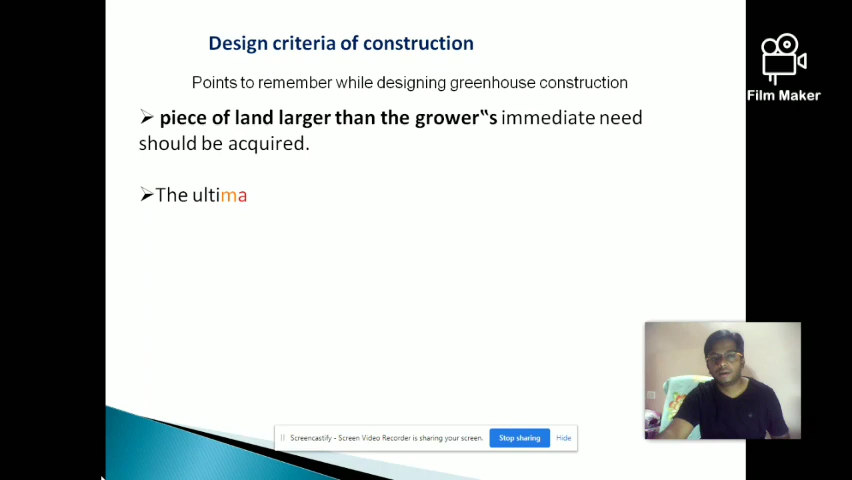 Design criteria of construction
Points to remember while designing greenhouse construction
➢ piece of land larger than the grower‟s immediate need
should be acquired.
➢The ultima
Film Maker
Screencastify - Screen Video Recorder is sharing your screen.
Stop sharing
Hide